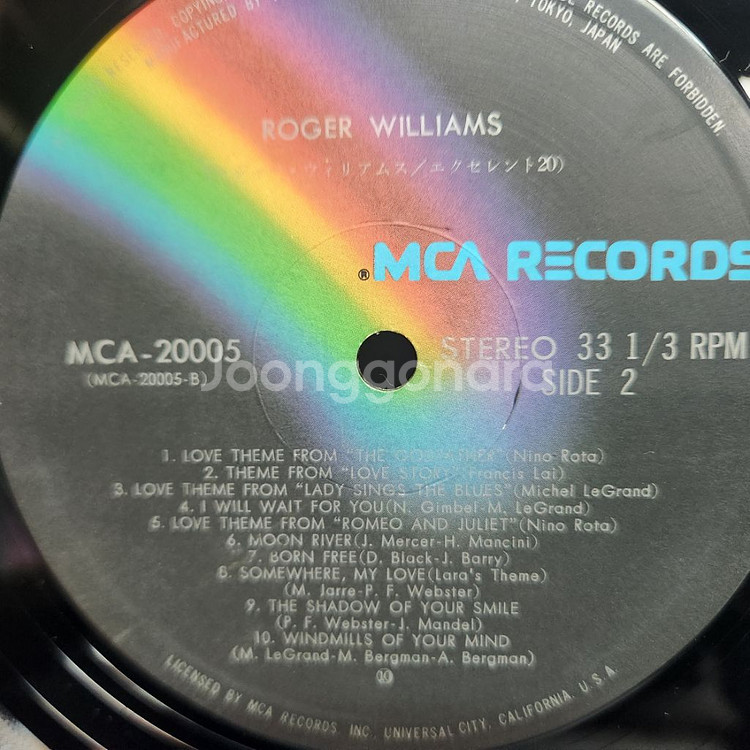 MANUFACTURED BY
RECORDS ARE FORBIDDEN.
TOKYO, JAPAN
ROGER WILLIAMS
ウィリアムス/エクセレント20)
®MCA RECORDS
MCA-20005
(MCA-20005-B)
STEREO 33 1/3 RPM
SIDE 2
Joonggonara
1. LOVE THEME FROM "THE GODFATHER"(Nino Rota)
2. THEME FROM "LOVE STORY"(Francis Lai)
3. LOVE THEME FROM "LADY SINGS THE BLUES"(Michel LeGrand)
4. I WILL WAIT FOR YOU(N. Gimbel-M. LeGrand)
5. LOVE THEME FROM "ROMEO AND JULIET"(Nino Rota)
6. MOON RIVER(J. Mercer-H. Mancini)
7. BORN FREE(D. Black-J. Barry)
8. SOMEWHERE, MY LOVE(Lara's Theme)
(M. Jarre-P. F. Webster)
9. THE SHADOW OF YOUR SMILE
(P. F. Webster-J. Mandel)
10. WINDMILLS OF YOUR MIND
(M. LeGrand-M. Bergman-A. Bergman)
LICENSED BY MCA RECORDS. INC., UNIVERSAL CITY, CALIFORNIA, U.S.A.